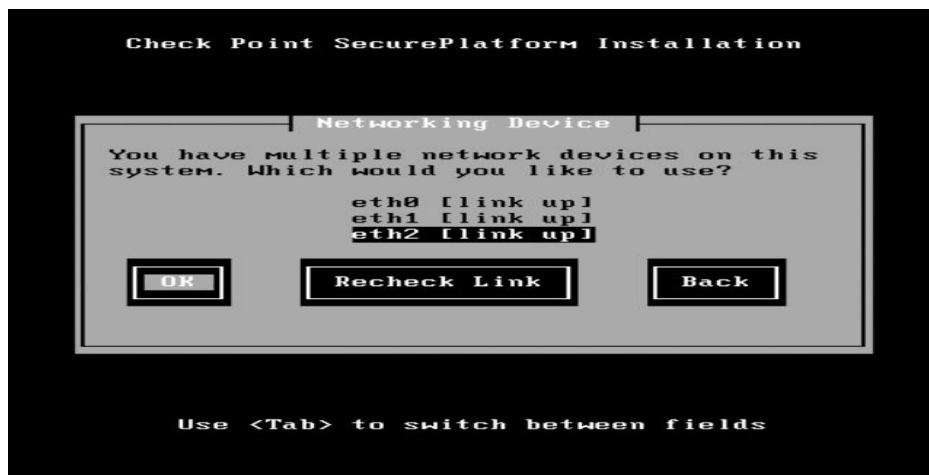 Check Point SecurePlatform Installation
Networking Device
You have multiple network devices on this
system. Which would you like to use?
eth0 [link up]
eth1 [link up]
eth2 [link up]
OK Recheck Link Back
Use <Tab> to switch between fields